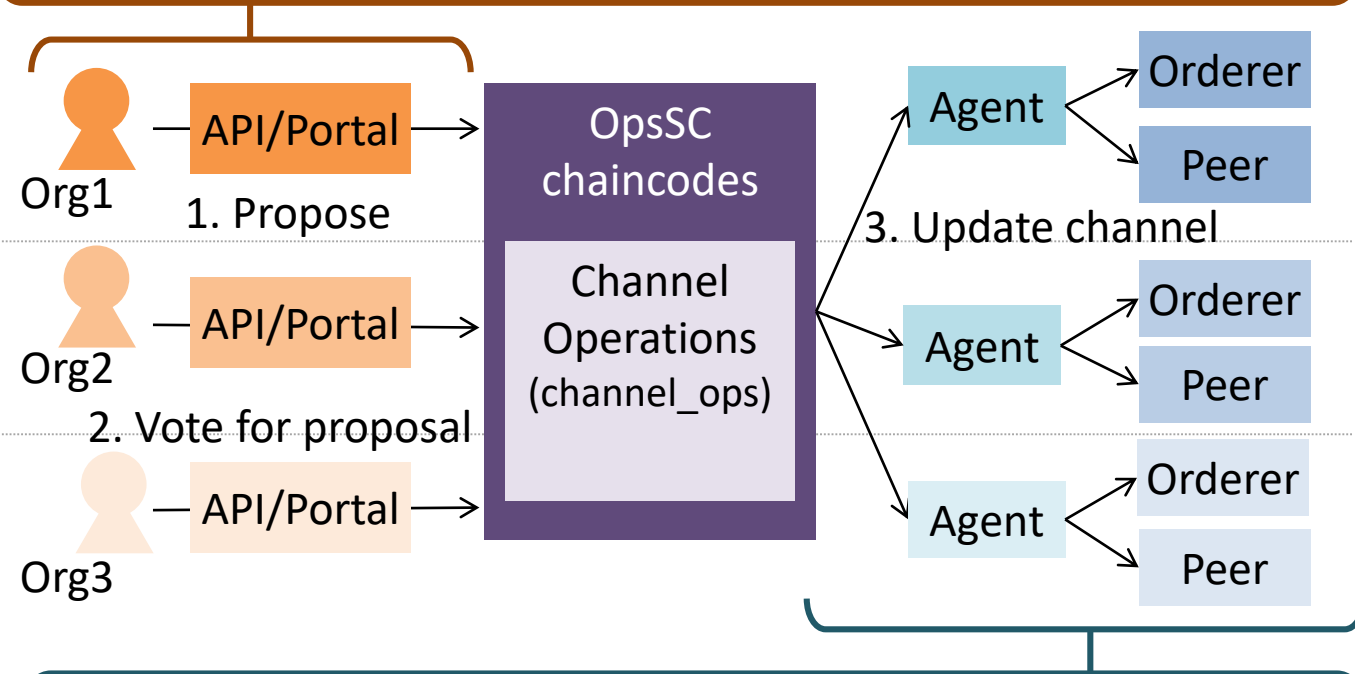 Org1
API/Portal
1. Propose
Org2
API/Portal
2. Vote for proposal
Org3
API/Portal
OpsSC
chaincodes
Channel
Operations
(channel_ops)
3. Update channel
Agent
Orderer
Peer
Agent
Orderer
Peer
Agent
Orderer
Peer